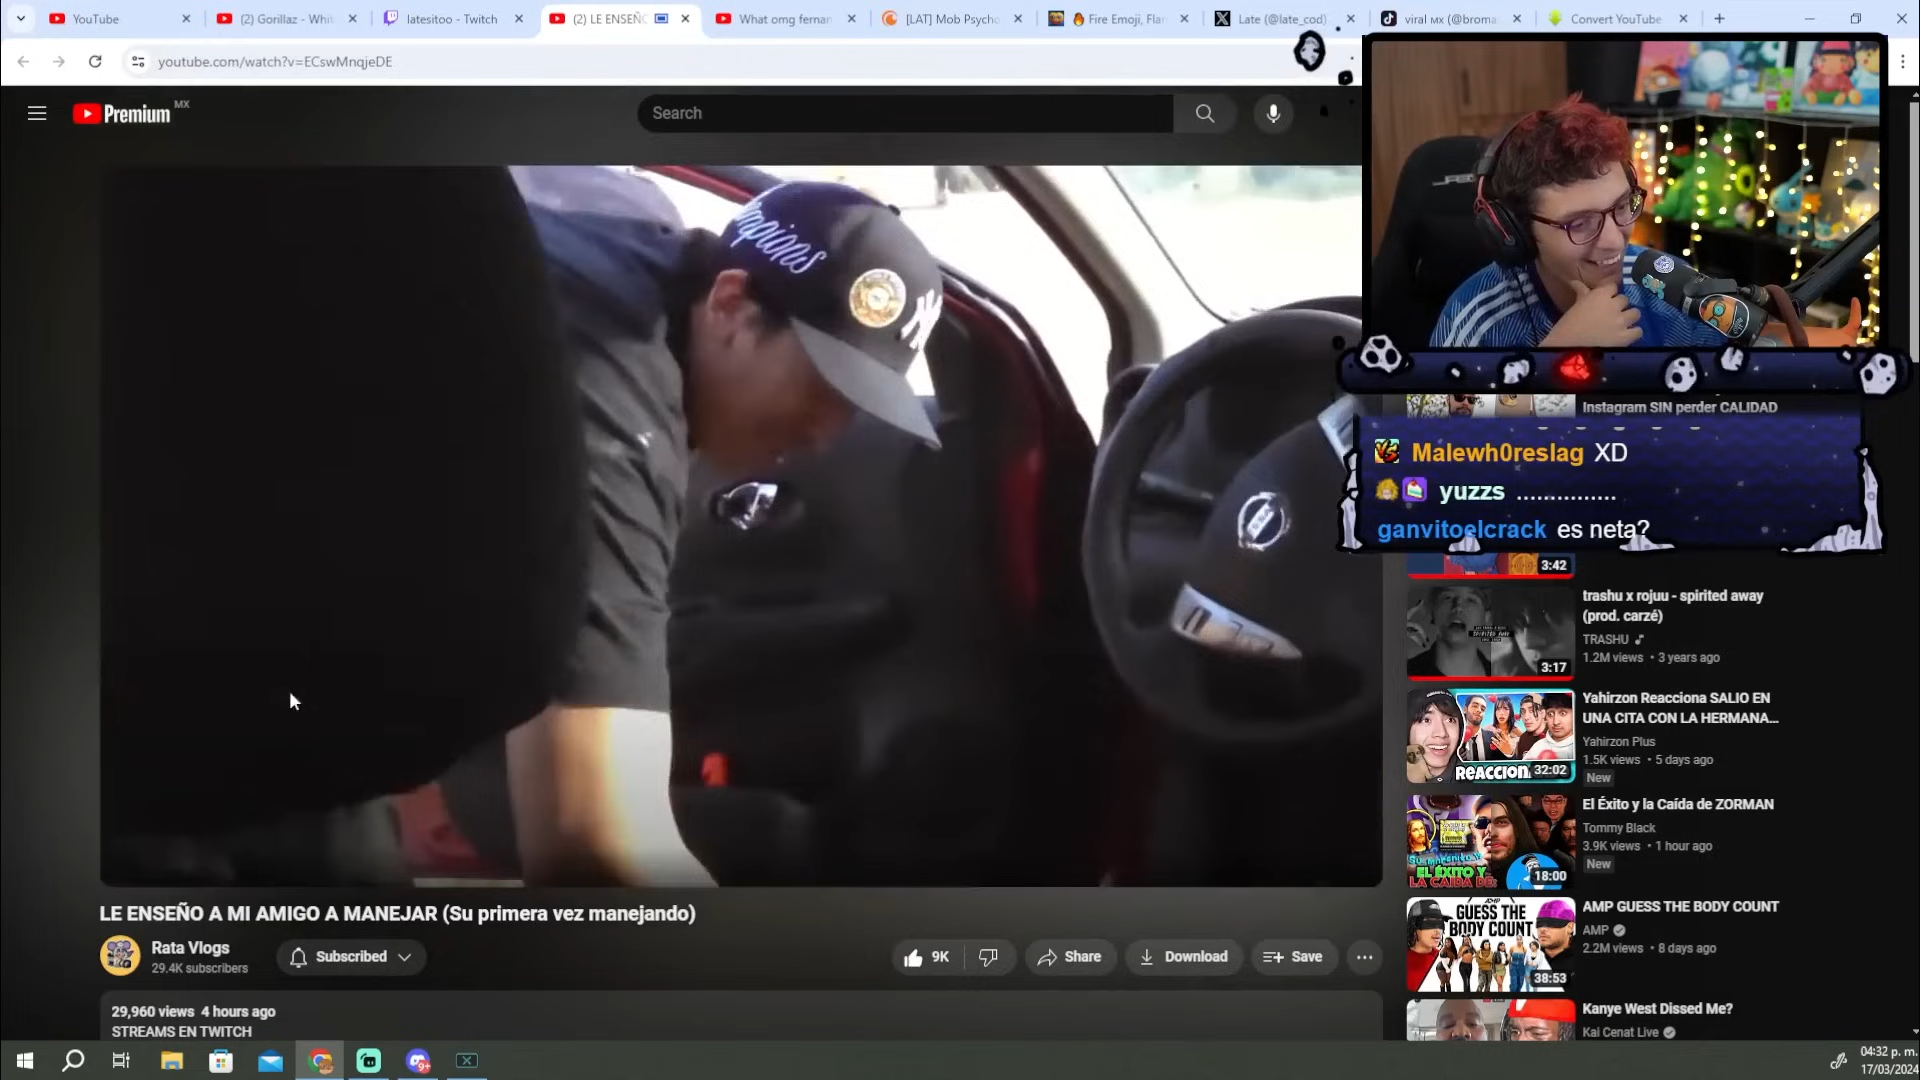 YouTube
(2) Gorillaz - Whit
latesitoo - Twitch
(2) LE ENSEÑO
What omg fernan
[LAT] Mob Psycho
🔥 Fire Emoji, Fla
Late (@late_cod)
viral мx (@broma
Convert YouTube
youtube.com/watch?v=ECswMnqjeDE
Premium MX
Search
mpions
NY
Instagram SIN perder CALIDAD
Malewh0reslag XD
yuzzs ..............
ganvitoelcrack es neta?
3:42
trashu x rojuu - spirited away
(prod. carzé)
TRASHU
1.2M views • 3 years ago
3:17
Yahirzon Reacciona SALIO EN
UNA CITA CON LA HERMANA...
Yahirzon Plus
1.5K views • 5 days ago
New
REACCION
32:02
El Éxito y la Caída de ZORMAN
Tommy Black
3.9K views • 1 hour ago
New
EL ÉXITO Y
LA CAÍDA DE
18:00
AMP GUESS THE BODY COUNT
AMP
2.2M views • 8 days ago
AMP
GUESS THE
BODY COUNT
38:53
Kanye West Dissed Me?
Kai Cenat Live
LE ENSEÑO A MI AMIGO A MANEJAR (Su primera vez manejando)
Rata Vlogs
29.4K subscribers
Subscribed
9K
Share
Download
Save
29,960 views 4 hours ago
STREAMS EN TWITCH
9+
04:32 p. m.
17/03/2024